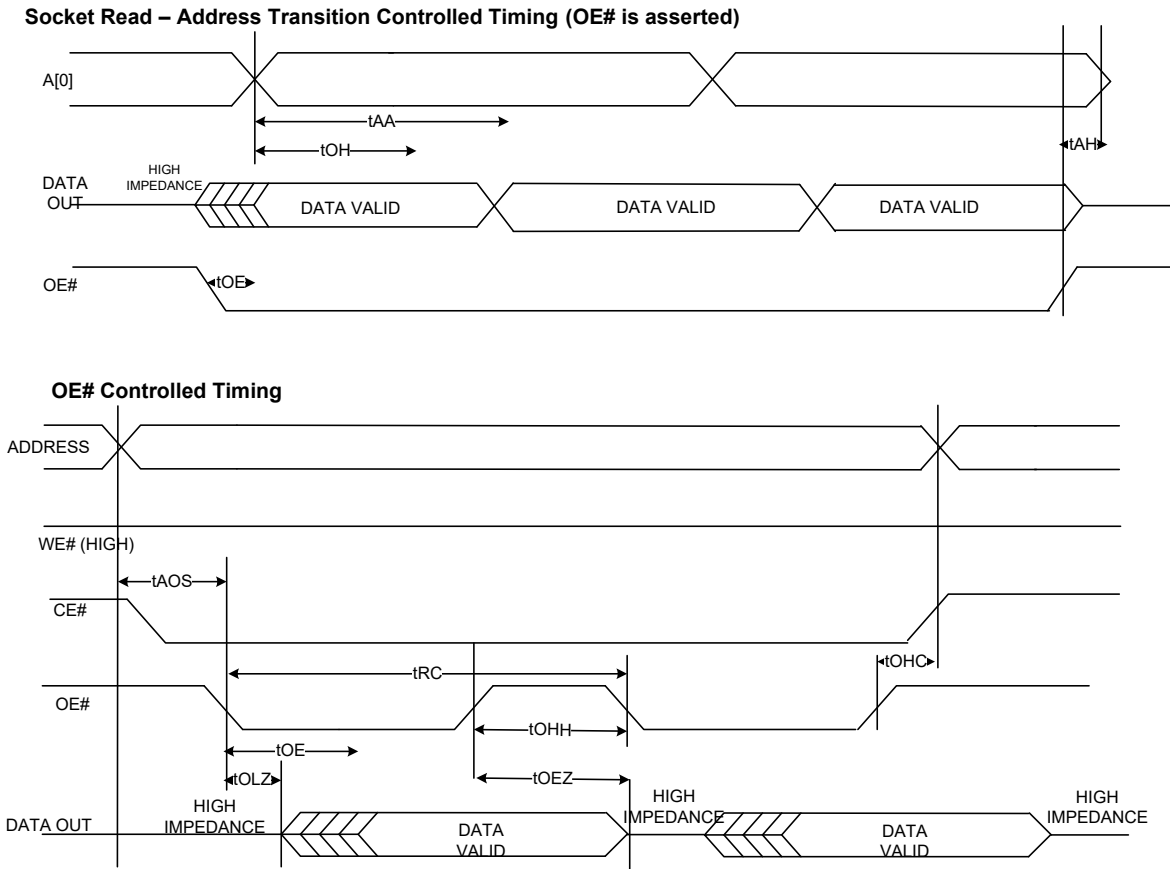 Socket Read – Address Transition Controlled Timing (OE# is asserted)
A[0]
tAA
tOH
tAH
DATA
OUT
HIGH
IMPEDANCE
DATA VALID
DATA VALID
DATA VALID
OE#
tOE
OE# Controlled Timing
ADDRESS
WE# (HIGH)
tAOS
CE#
tRC
tOHC
OE#
tOHH
tOE
tOEZ
tOLZ
DATA OUT
HIGH
IMPEDANCE
DATA
VALID
HIGH
IMPEDANCE
DATA
VALID
HIGH
IMPEDANCE